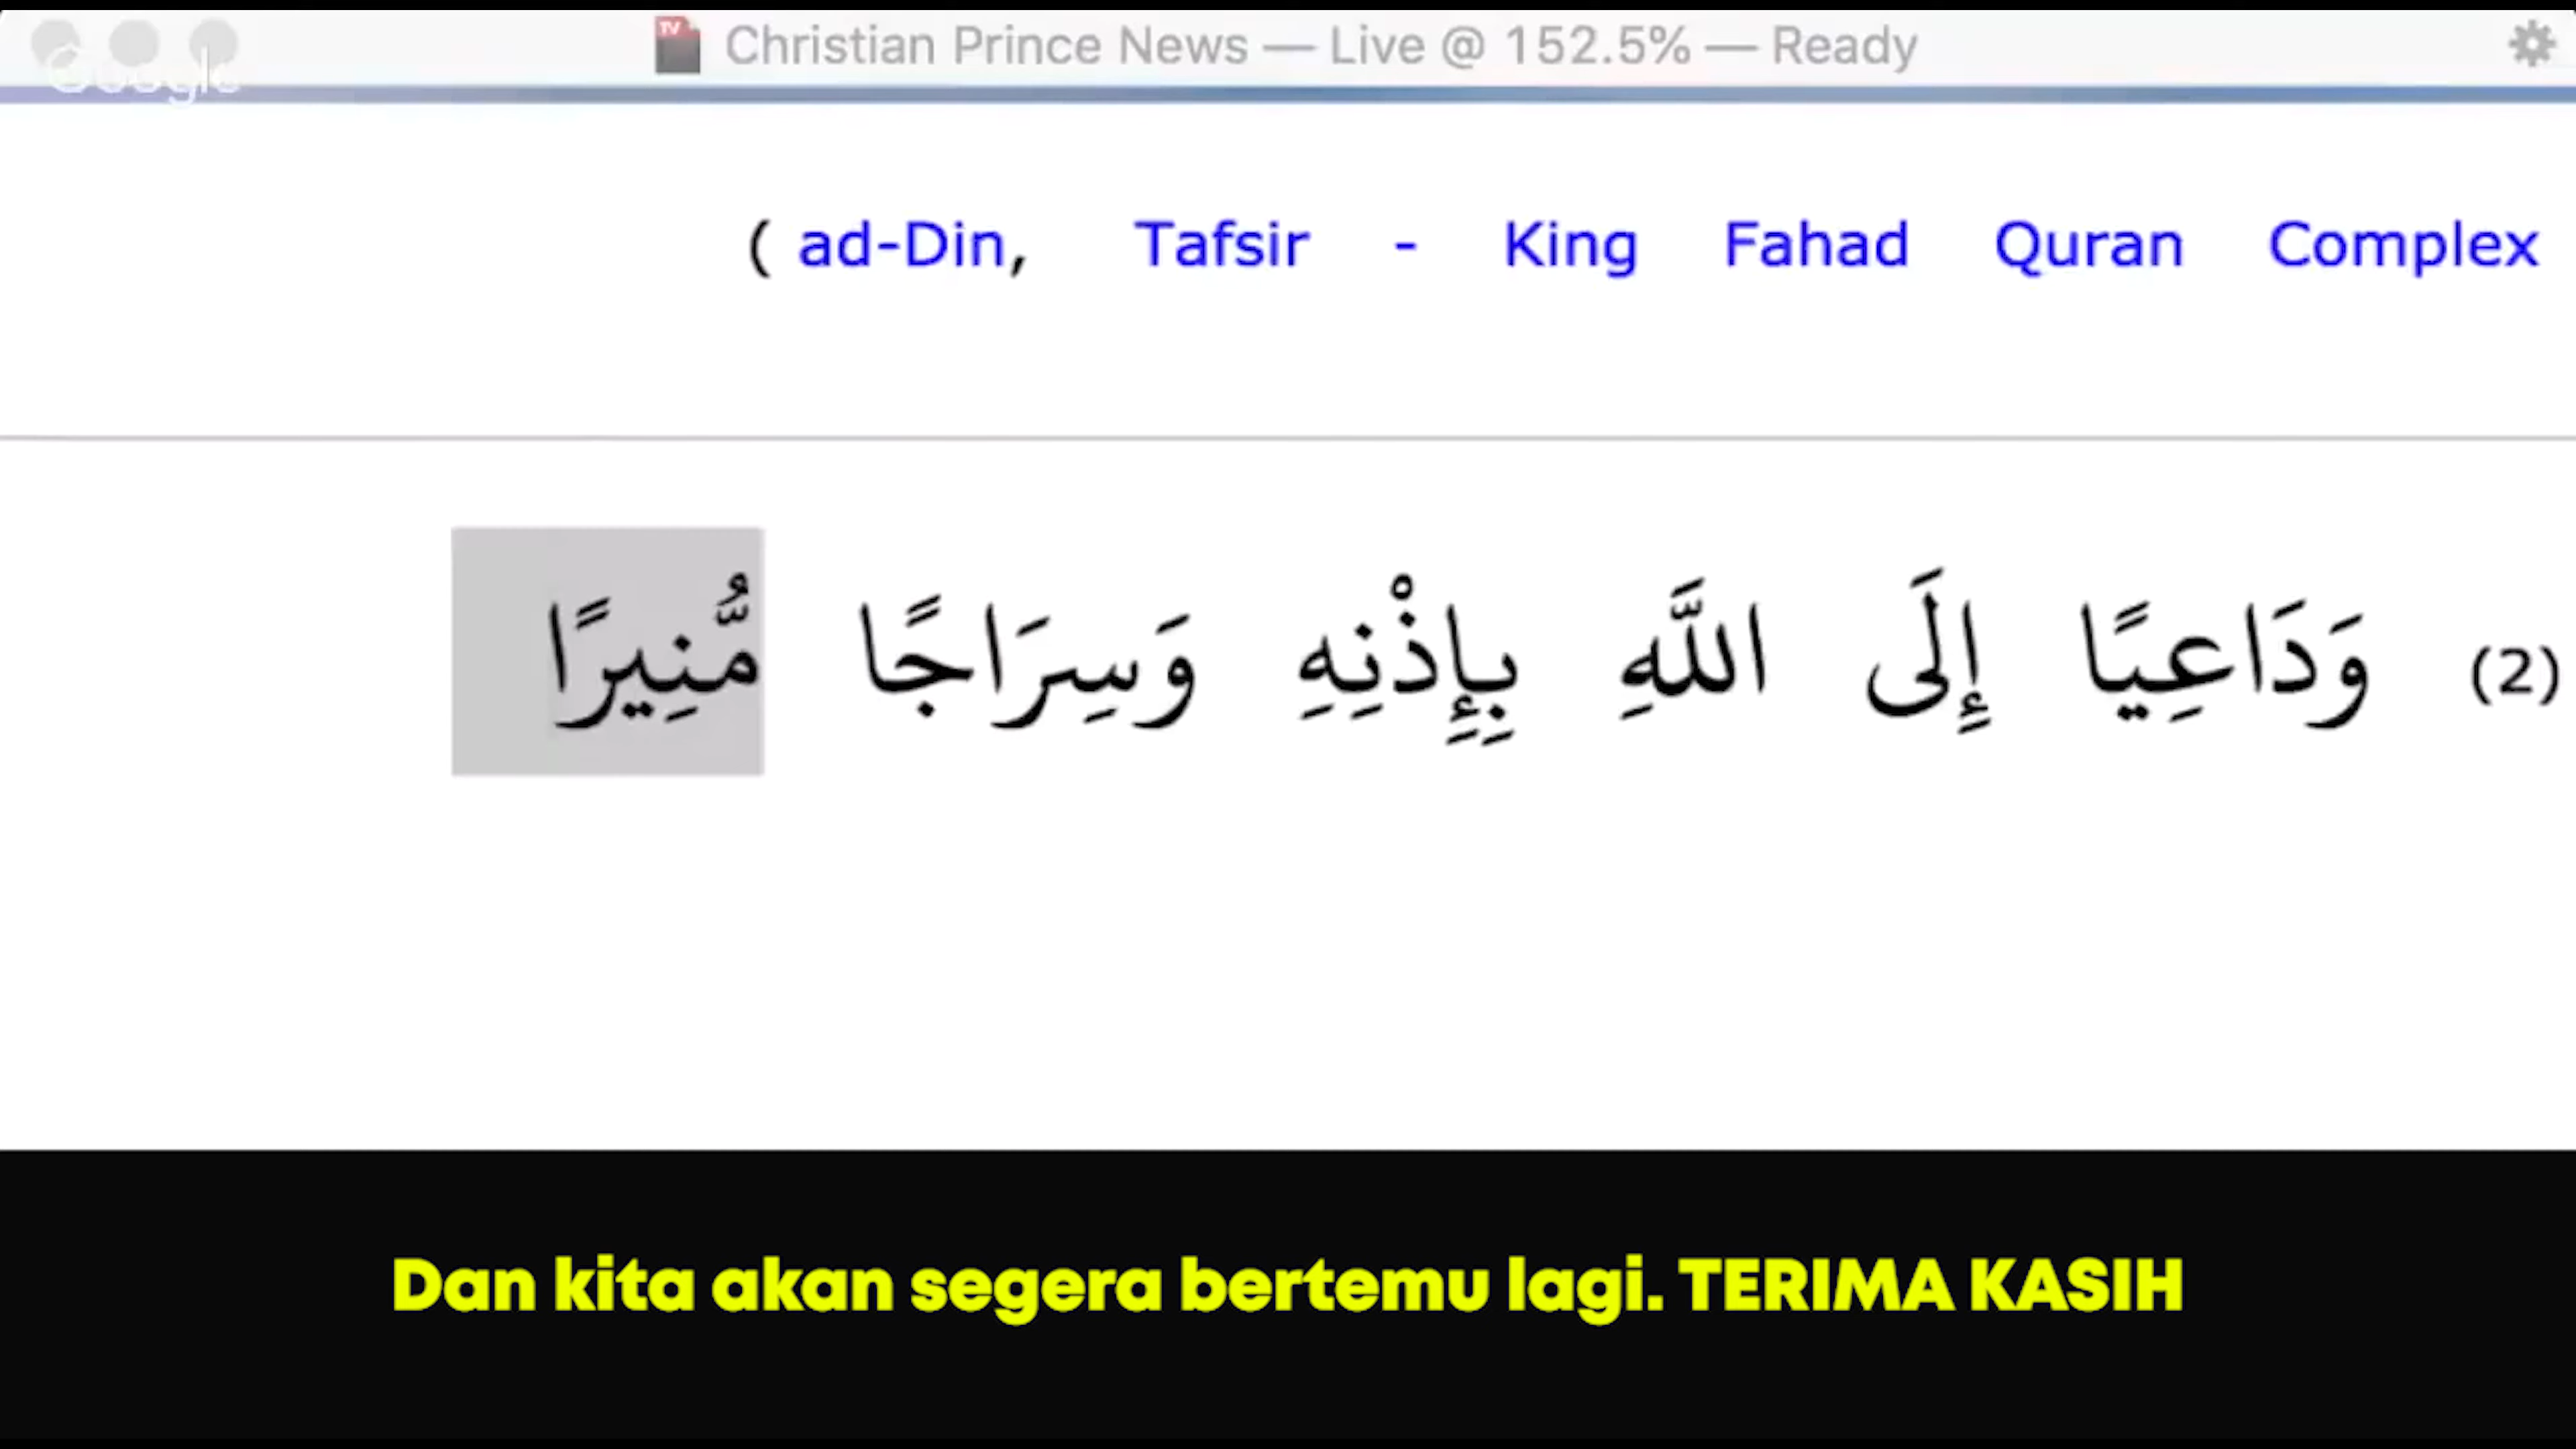 Christian Prince News — Live @ 152.5% — Ready
Google
( ad-Din, Tafsir - King Fahad Quran Complex
(2) وَدَاعِيًا إِلَى اللَّهِ بِإِذْنِهِ وَسِرَاجًا مُّنِيرًا
Dan kita akan segera bertemu lagi. TERIMA KASIH